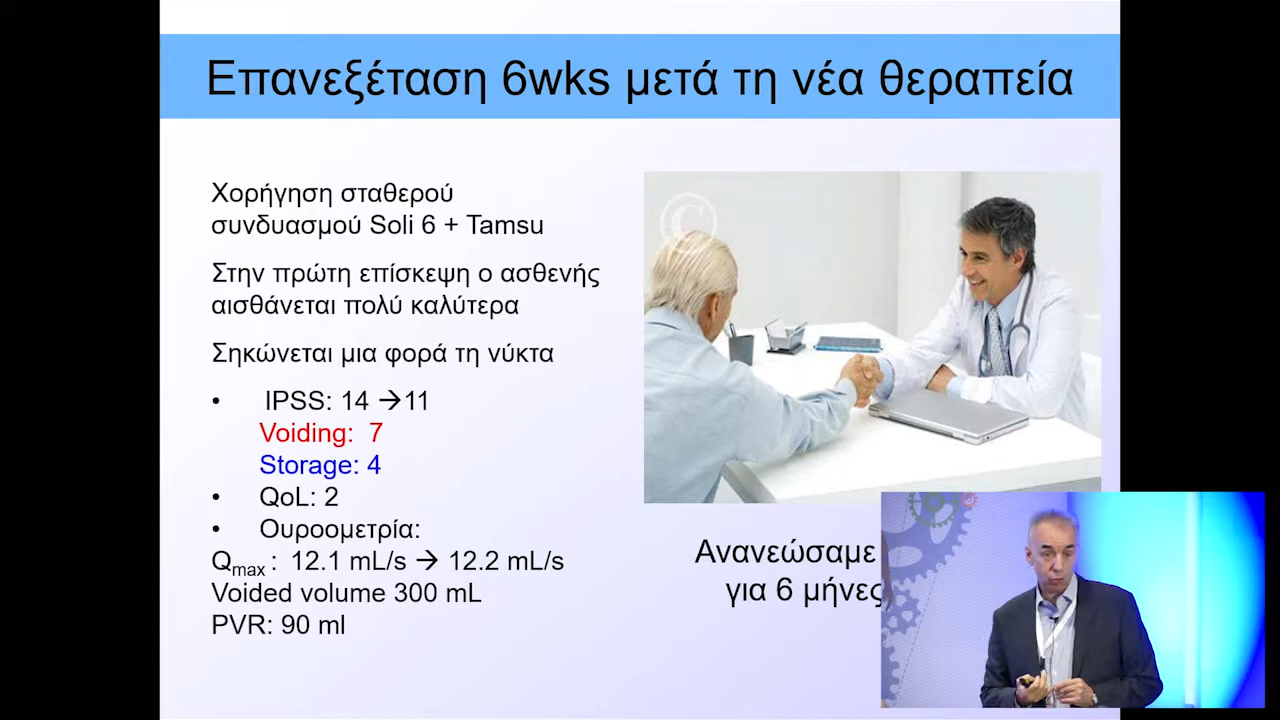 Επανεξέταση 6wks μετά τη νέα θεραπεία
Χορήγηση σταθερού
συνδυασμού Soli 6 + Tamsu
Στην πρώτη επίσκεψη ο ασθενής
αισθάνεται πολύ καλύτερα
Σηκώνεται μια φορά τη νύκτα
• IPSS: 14 →11
Voiding: 7
Storage: 4
• QoL: 2
• Ουροομετρία:
Qmax : 12.1 mL/s → 12.2 mL/s
Voided volume 300 mL
PVR: 90 ml
©
Ανανεώσαμε
για 6 μήνες